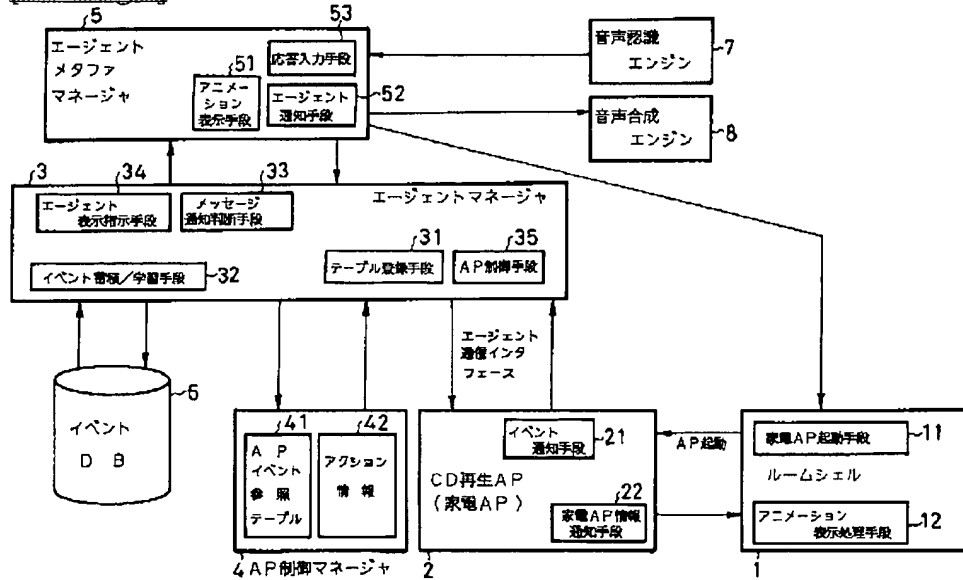 5
エージェント
メタファ
マネージャ
53
応答入力手段
51
アニメー
ション
表示手段
エージェント
通知手段
52
音声認識
エンジン
7
音声合成
エンジン
8
3
34
エージェント
表示指示手段
33
メッセージ
通知判断手段
エージェントマネージャ
31
テーブル登録手段
35
AP制御手段
イベント蓄積/学習手段
32
エージェント
通信インタ
フェース
6
イベント
DB
41
AP
イベント
参照
テーブル
42
アクション
情報
4 AP制御マネージャ
イベント
通知手段
21
CD再生AP
(家電AP)
22
家電AP情報
通知手段
2
AP起動
家電AP起動手段
11
ルームシェル
アニメーション
表示処理手段
12
1